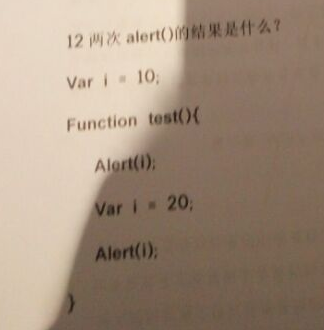 12 两次 alert()的结果是什么?
Var i = 10;
Function test(){
Alert(i);
Var i = 20;
Alert(i);
}